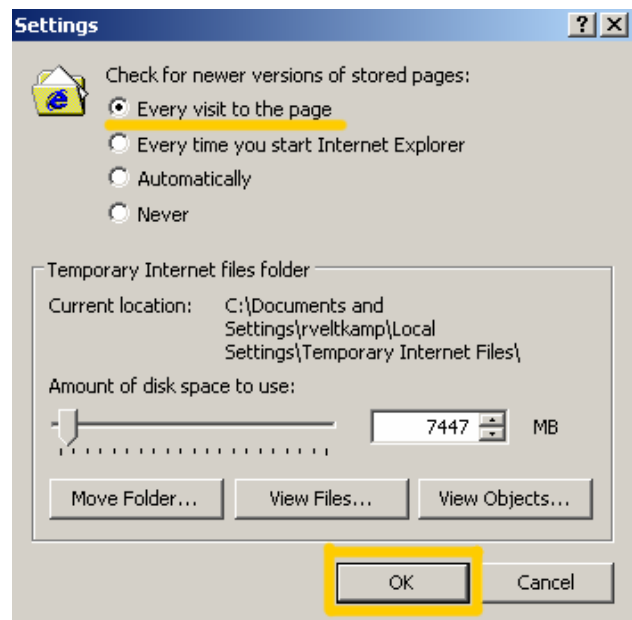 Settings
Check for newer versions of stored pages:
Every visit to the page
Every time you start Internet Explorer
Automatically
Never
Temporary Internet files folder
Current location: C:\Documents and
Settings\rveltkamp\Local
Settings\Temporary Internet Files\
Amount of disk space to use:
7447 MB
Move Folder... View Files... View Objects...
OK Cancel